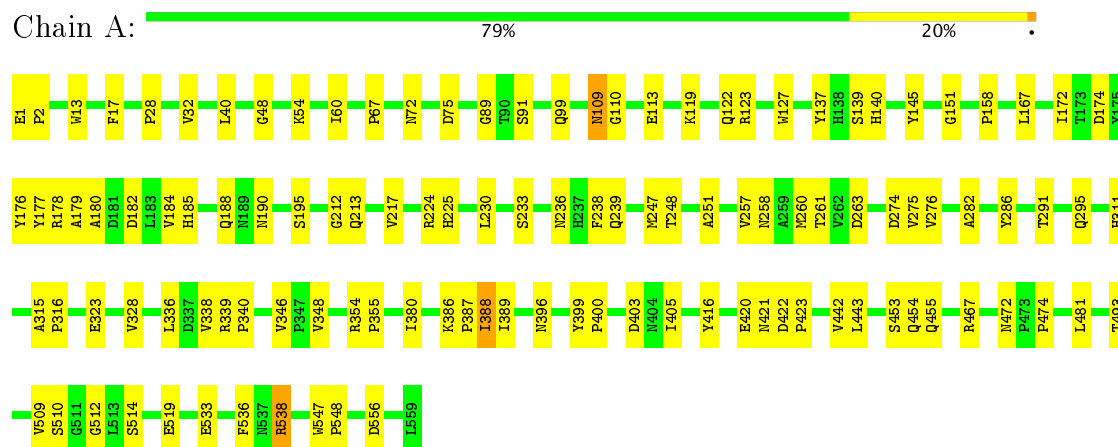 Chain A:
79% 20% •
E1 P2 W13 F17 P28 V32 L40 G48 K54 I60 P67 N72 D75 G89 T90 S91 Q99 N109 G110 E113 K119 Q122 R123 W127 Y137 H138 S139 H140 Y145 G151 P158 L167 I172 T173 D174 Y175
Y176 Y177 R178 A179 A180 D181 D182 L183 V184 H185 Q188 N189 N190 S195 G212 Q213 V217 R224 H225 L230 S233 N236 H237 F238 Q239 M247 T248 A251 V257 N258 A259 M260 T261 V262 D263 D274 V275 V276 A282 Y286 T291 Q295 H311
A315 P316 E323 V328 L336 D337 V338 R339 P340 V346 P347 V348 R354 P355 I380 K386 P387 I388 I389 N396 Y399 P400 D403 N404 I405 Y416 E420 N421 D422 P423 V442 L443 S453 Q454 Q455 R467 N472 P473 P474 L481
V509 S510 G511 G512 L513 S514 E519 E533 F536 N537 R538 W547 P548 D556 L559